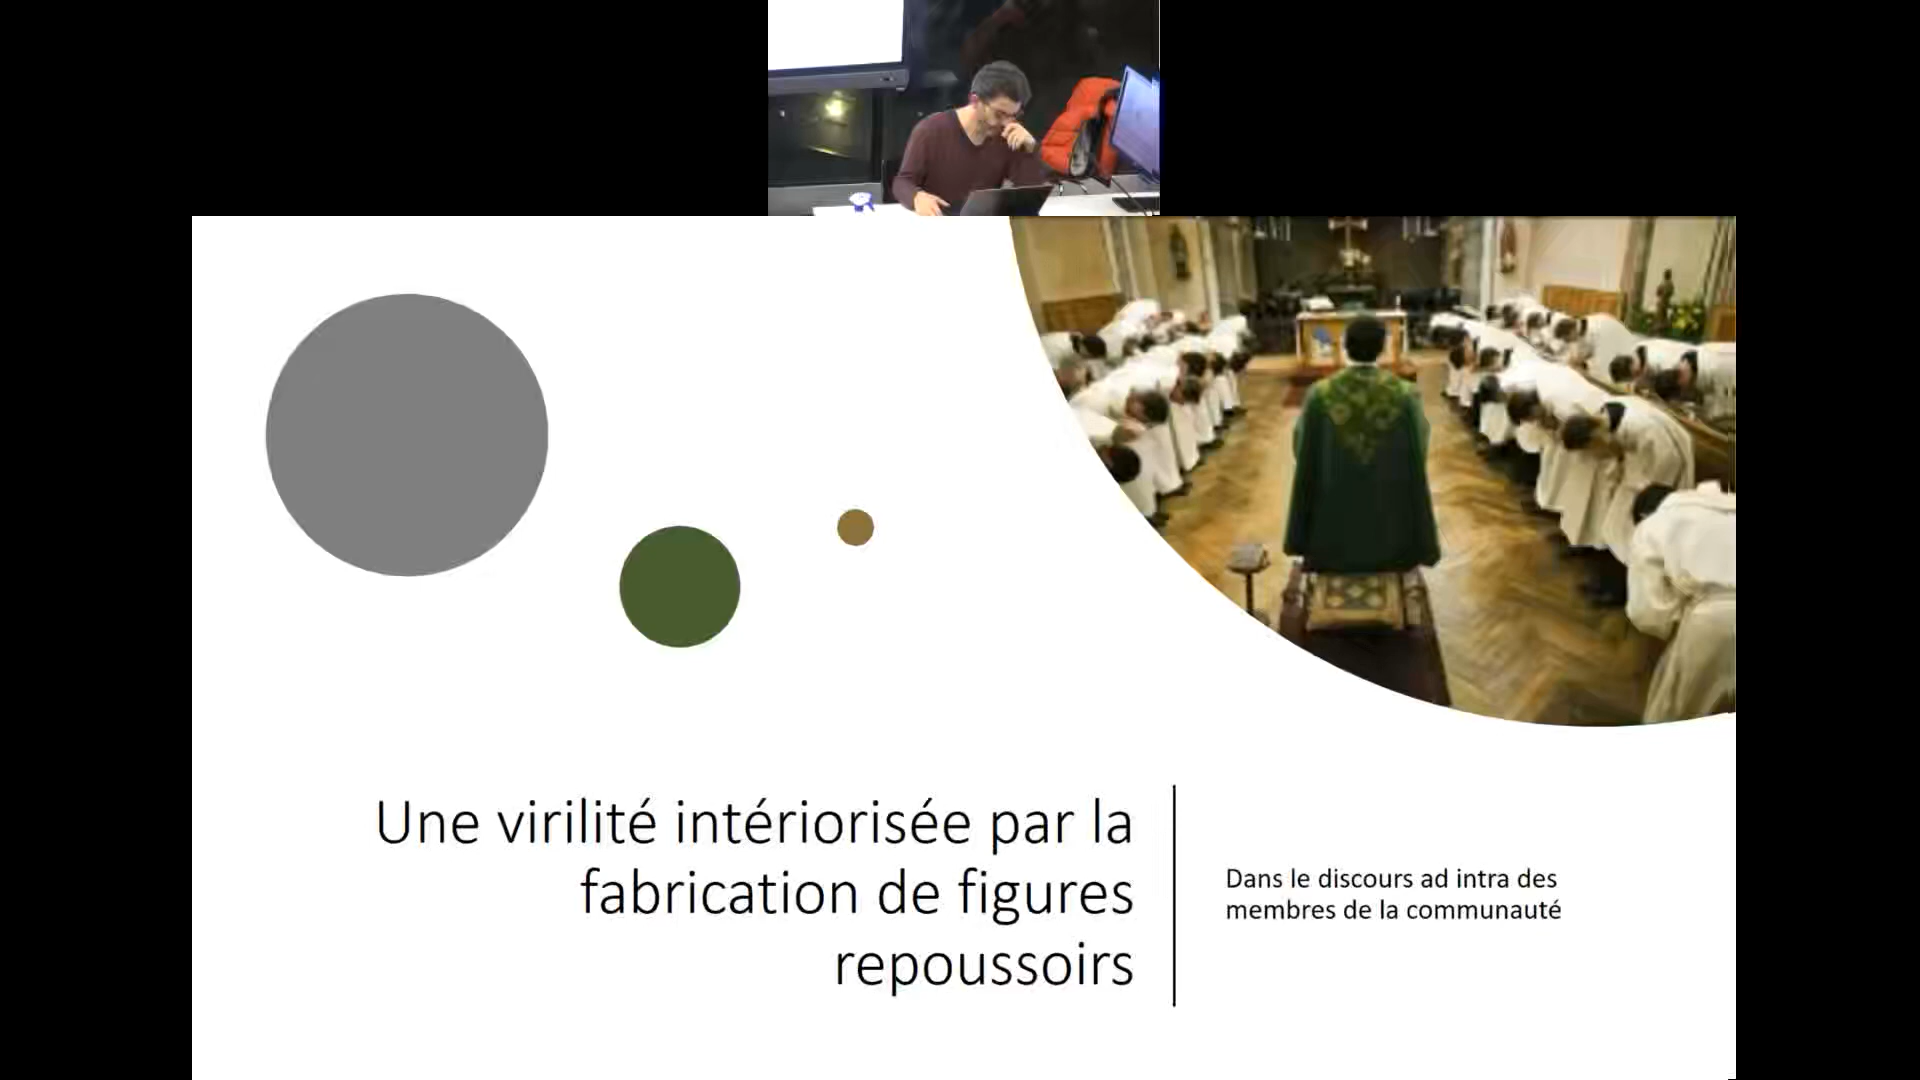 Une virilité intériorisée par la
fabrication de figures
repoussoirs
Dans le discours ad intra des
membres de la communauté